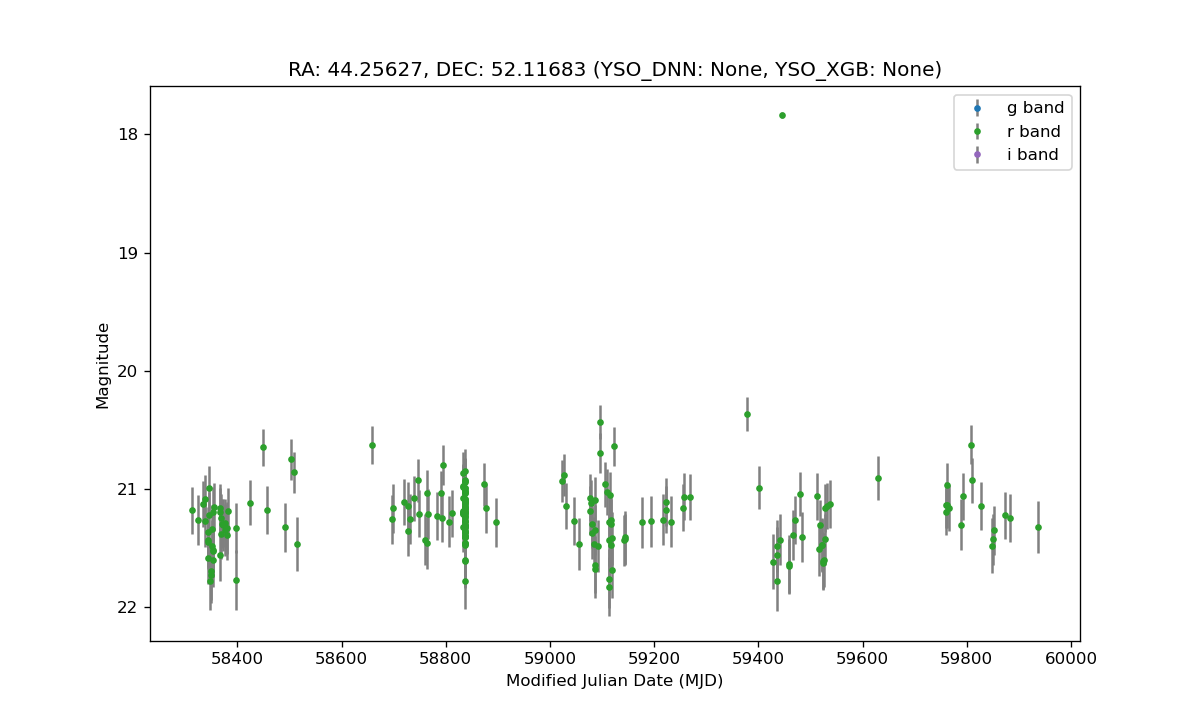 RA: 44.25627, DEC: 52.11683 (YSO_DNN: None, YSO_XGB: None)
g band
r band
i band
18
19
20
21
22
Magnitude
58400 58600 58800 59000 59200 59400 59600 59800 60000
Modified Julian Date (MJD)